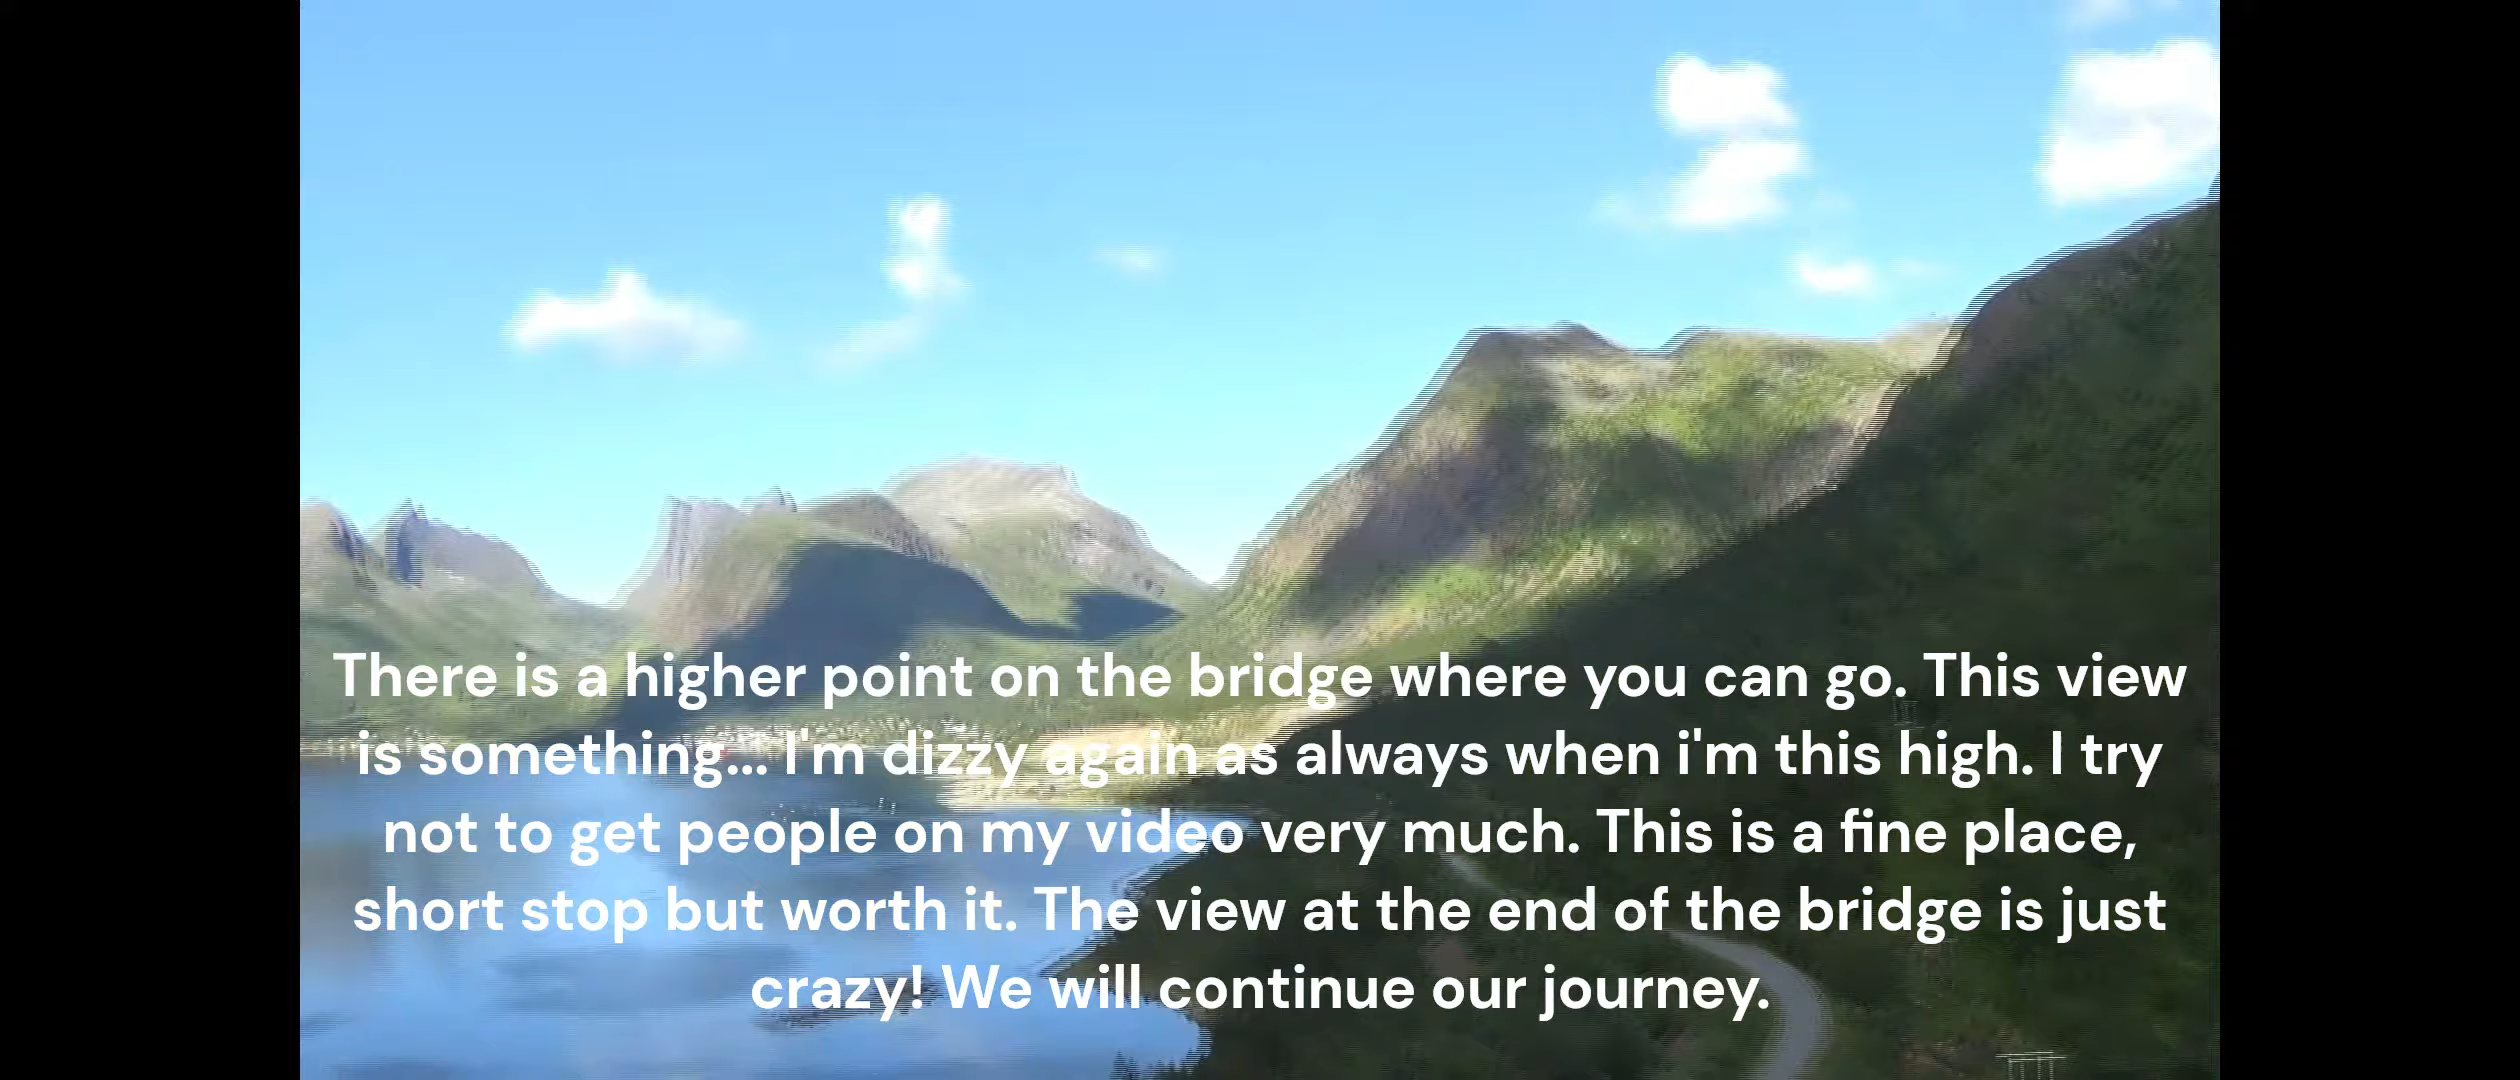 There is a higher point on the bridge where you can go. This view
is something... I'm dizzy again as always when i'm this high. I try
not to get people on my video very much. This is a fine place,
short stop but worth it. The view at the end of the bridge is just
crazy! We will continue our journey.